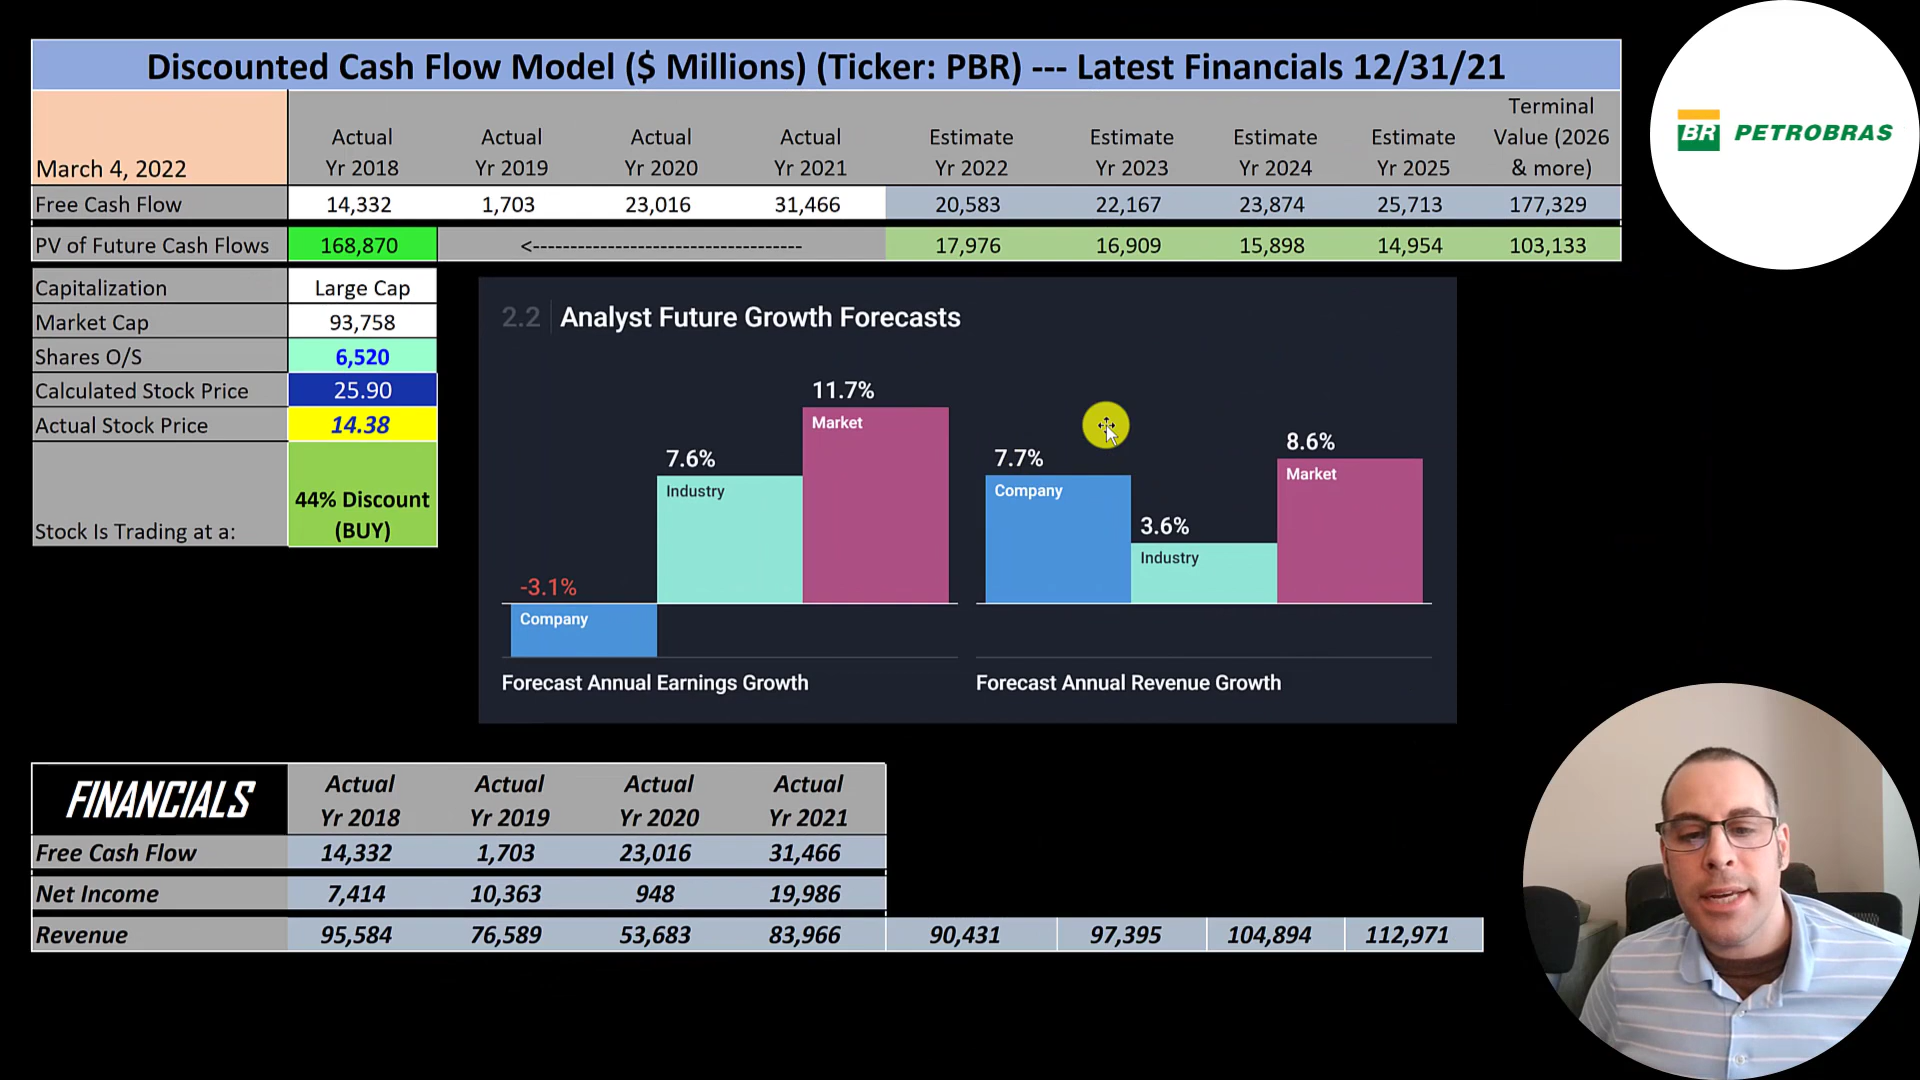 Discounted Cash Flow Model ($ Millions) (Ticker: PBR) --- Latest Financials 12/31/21
BR PETROBRAS
March 4, 2022 Actual Yr 2018 Actual Yr 2019 Actual Yr 2020 Actual Yr 2021 Estimate Yr 2022 Estimate Yr 2023 Estimate Yr 2024 Estimate Yr 2025 Terminal Value (2026 & more)
Free Cash Flow 14,332 1,703 23,016 31,466 20,583 22,167 23,874 25,713 177,329
PV of Future Cash Flows 168,870 <----------------------------------- 17,976 16,909 15,898 14,954 103,133
Capitalization Large Cap
Market Cap 93,758
Shares O/S 6,520
Calculated Stock Price 25.90
Actual Stock Price 14.38
Stock Is Trading at a: 44% Discount (BUY)
2.2 Analyst Future Growth Forecasts
-3.1%
Company
7.6%
Industry
11.7%
Market
Forecast Annual Earnings Growth
7.7%
Company
3.6%
Industry
8.6%
Market
Forecast Annual Revenue Growth
FINANCIALS Actual Yr 2018 Actual Yr 2019 Actual Yr 2020 Actual Yr 2021
Free Cash Flow 14,332 1,703 23,016 31,466
Net Income 7,414 10,363 948 19,986
Revenue 95,584 76,589 53,683 83,966 90,431 97,395 104,894 112,971